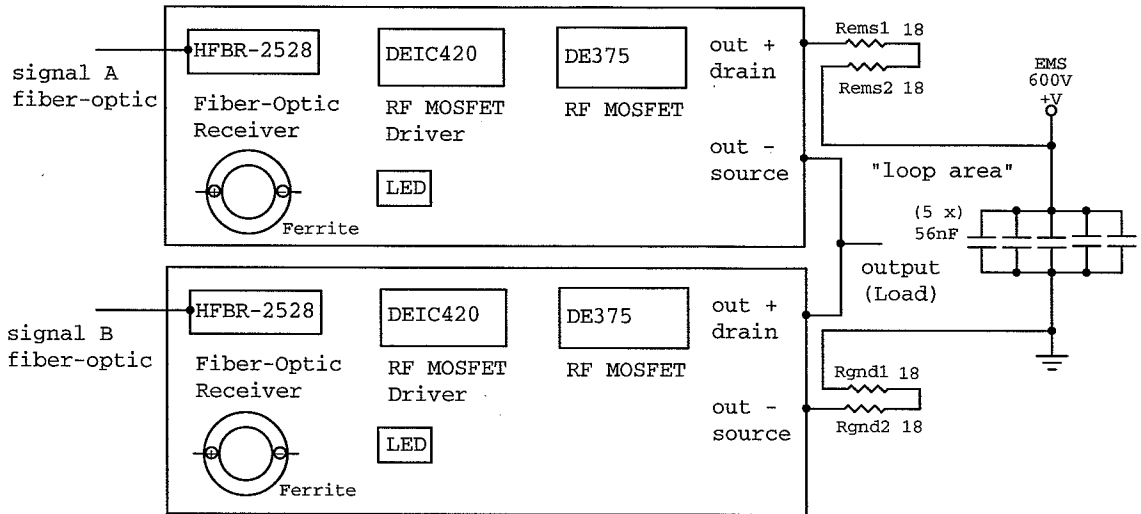 signal A
fiber-optic
HFBR-2528
Fiber-Optic
Receiver
Ferrite
DEIC420
RF MOSFET
Driver
LED
DE375
RF MOSFET
out +
drain
out -
source
Rems1 18
Rems2 18
EMS
600V
+V
"loop area"
(5 x)
56nF
output
(Load)
signal B
fiber-optic
HFBR-2528
Fiber-Optic
Receiver
Ferrite
DEIC420
RF MOSFET
Driver
LED
DE375
RF MOSFET
out +
drain
out -
source
Rgnd1 18
Rgnd2 18